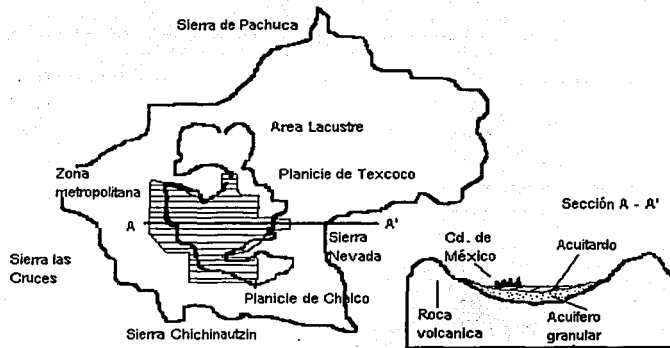 Sierra de Pachuca
Area Lacustre
Zona
metropolitana
Planicie de Texcoco
Sección A - A'
A
A'
Sierra
Nevada
Cd. de
México
Acuitardo
Sierra las
Cruces
Planicie de Chalco
Roca
volcanica
Acuifero
granular
Sierra Chichinautzin